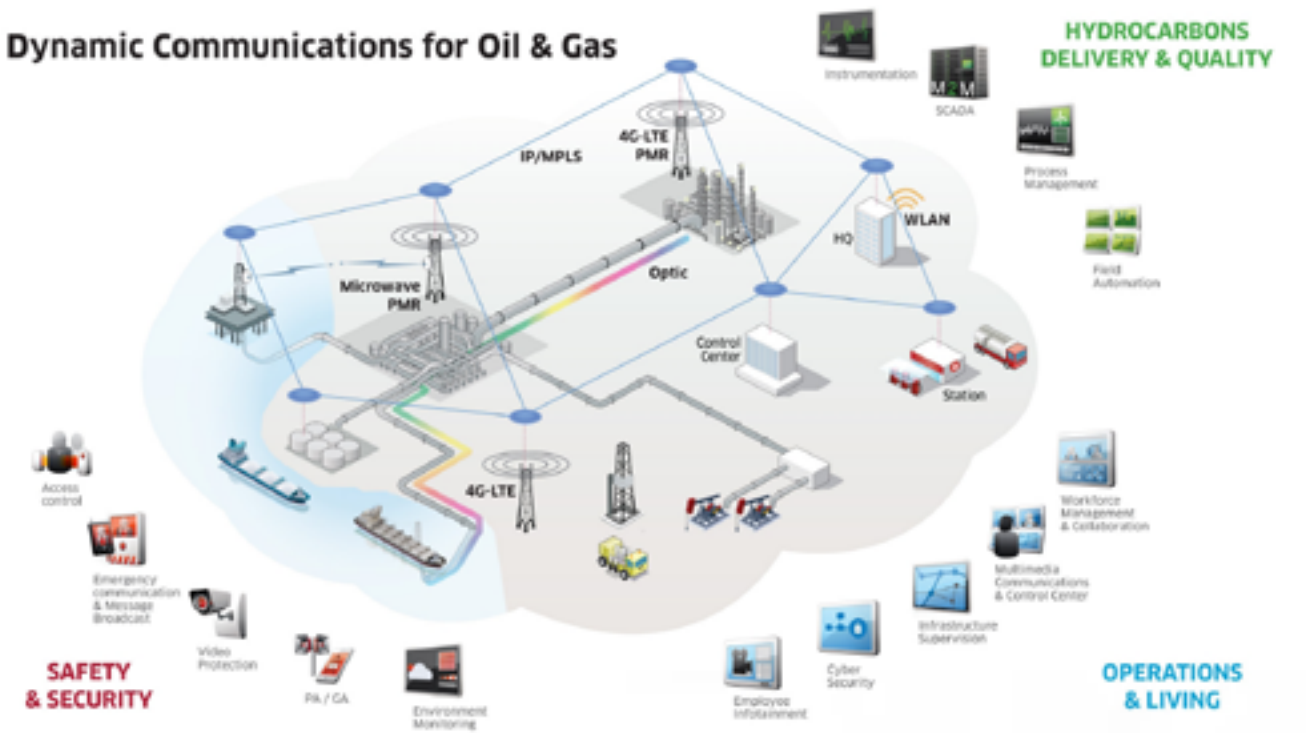 Dynamic Communications for Oil & Gas
HYDROCARBONS
DELIVERY & QUALITY
Instrumentation
M2M
SCADA
Process
Management
Field
Automation
4G-LTE
PMR
IP/MPLS
WLAN
HQ
Microwave
PMR
Optic
Control
Center
Station
4G-LTE
Access
control
Emergency
communication
& Message
Broadcast
Video
Protection
PA / GA
Environment
Monitoring
SAFETY
& SECURITY
Workforce
Management
& Collaboration
Multimedia
Communications
& Control Center
Infrastructure
Supervision
Cyber
Security
Employee
Infotainment
OPERATIONS
& LIVING